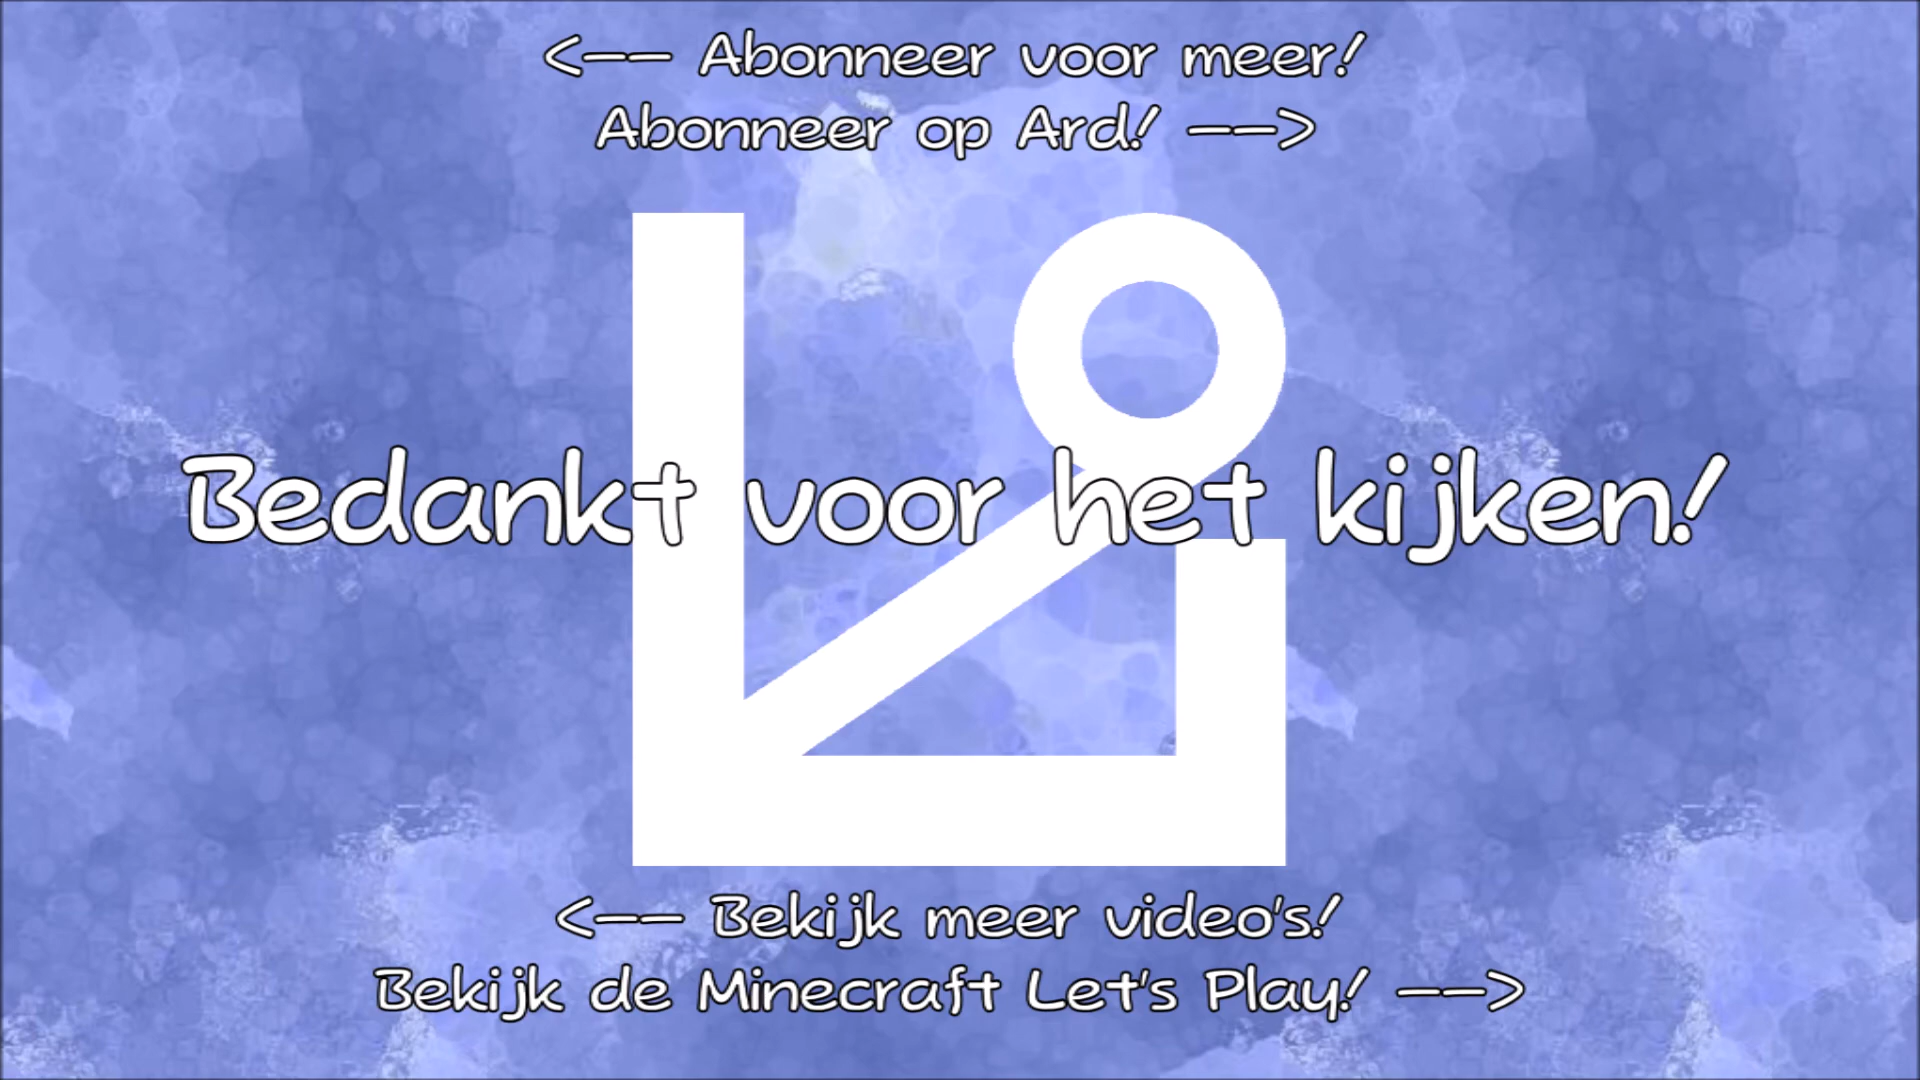 <-- Abonneer voor meer!
Abonneer op Ard! -->
Bedankt voor het kijken!
<-- Bekijk meer video's!
Bekijk de Minecraft Let's Play! -->